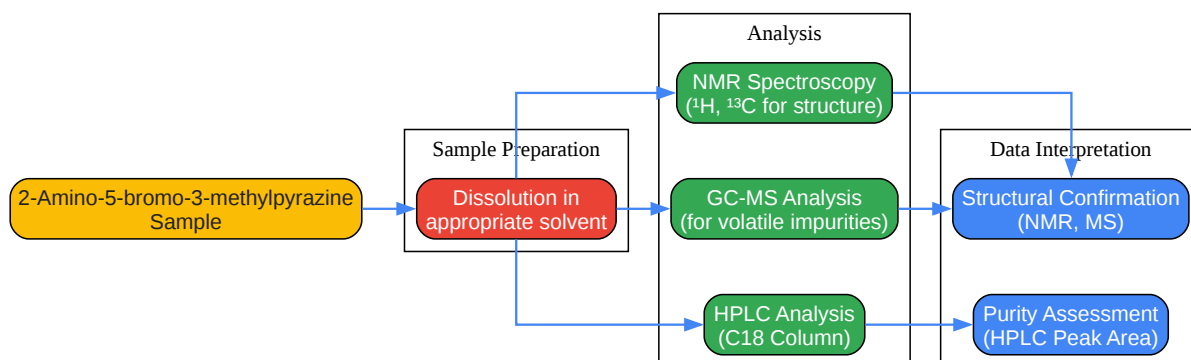 Analysis
NMR Spectroscopy
(¹H, ¹³C for structure)
Sample Preparation
Data Interpretation
2-Amino-5-bromo-3-methylpyrazine
Sample
Dissolution in
appropriate solvent
GC-MS Analysis
(for volatile impurities)
Structural Confirmation
(NMR, MS)
HPLC Analysis
(C18 Column)
Purity Assessment
(HPLC Peak Area)